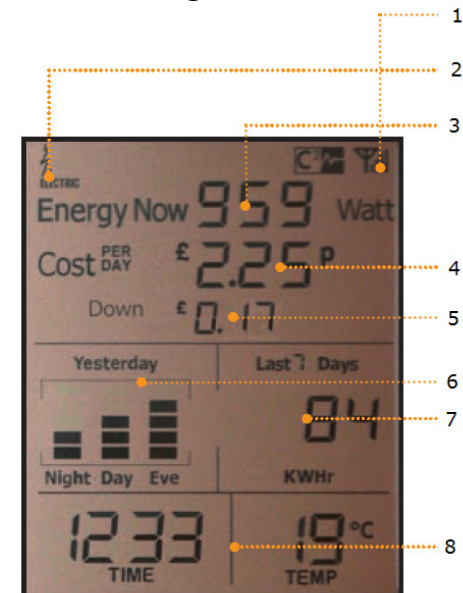 1
2
3
ELECTRIC
Energy Now 959 Watt
Cost PER DAY £2.25 p
4
Down £0.17
5
Yesterday
Last 7 Days
6
84
7
Night Day Eve
KWHr
1233
19 °C
8
TIME
TEMP